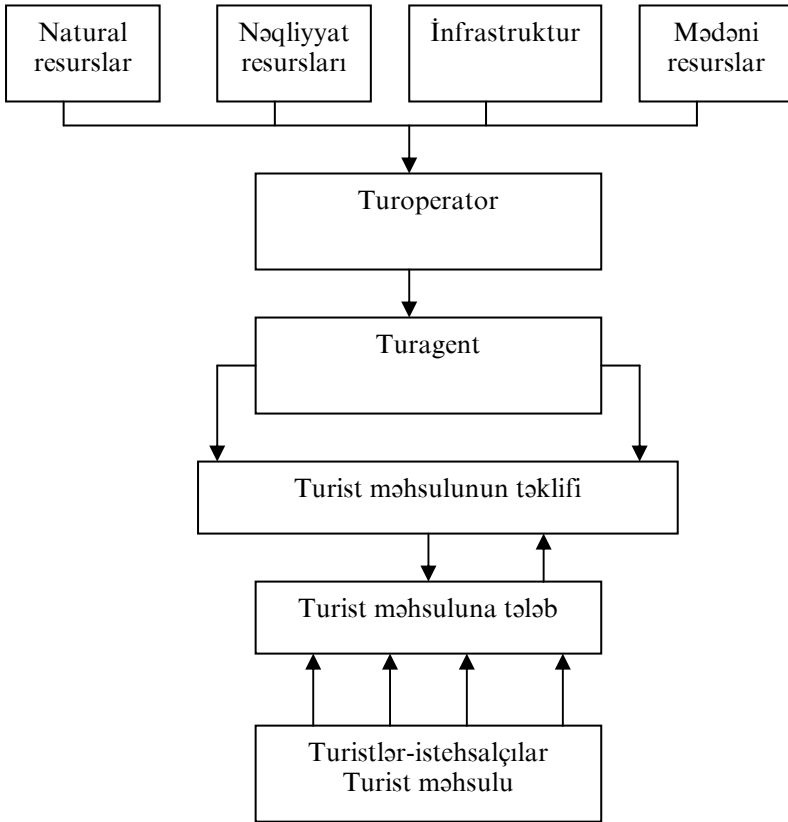 Natural
resurslar
Nəqliyyat
resursları
İnfrastruktur
Mədəni
resurslar
Turoperator
Turagent
Turist məhsulunun təklifi
Turist məhsuluna tələb
Turistlər-istehsalçılar
Turist məhsulu